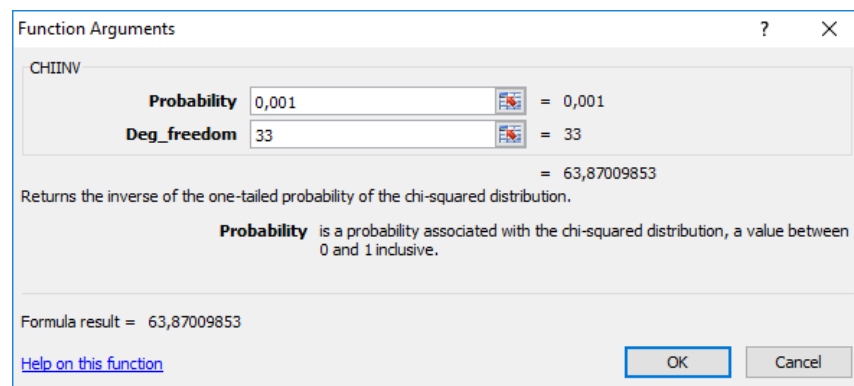 Function Arguments ?
CHIINV
Probability 0,001 = 0,001
Deg_freedom 33 = 33
= 63,87009853
Returns the inverse of the one-tailed probability of the chi-squared distribution.
Probability is a probability associated with the chi-squared distribution, a value between
0 and 1 inclusive.
Formula result = 63,87009853
Help on this function OK Cancel